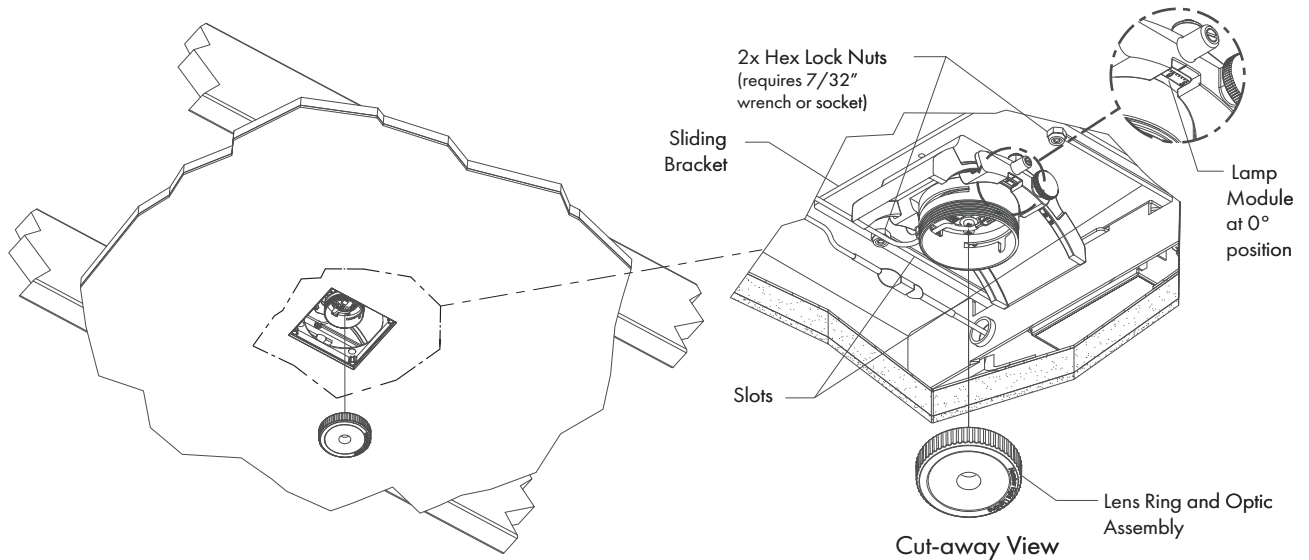 2x Hex Lock Nuts
(requires 7/32”
wrench or socket)
Sliding
Bracket
Lamp
Module
at 0°
position
Slots
Lens Ring and Optic
Assembly
Cut-away View